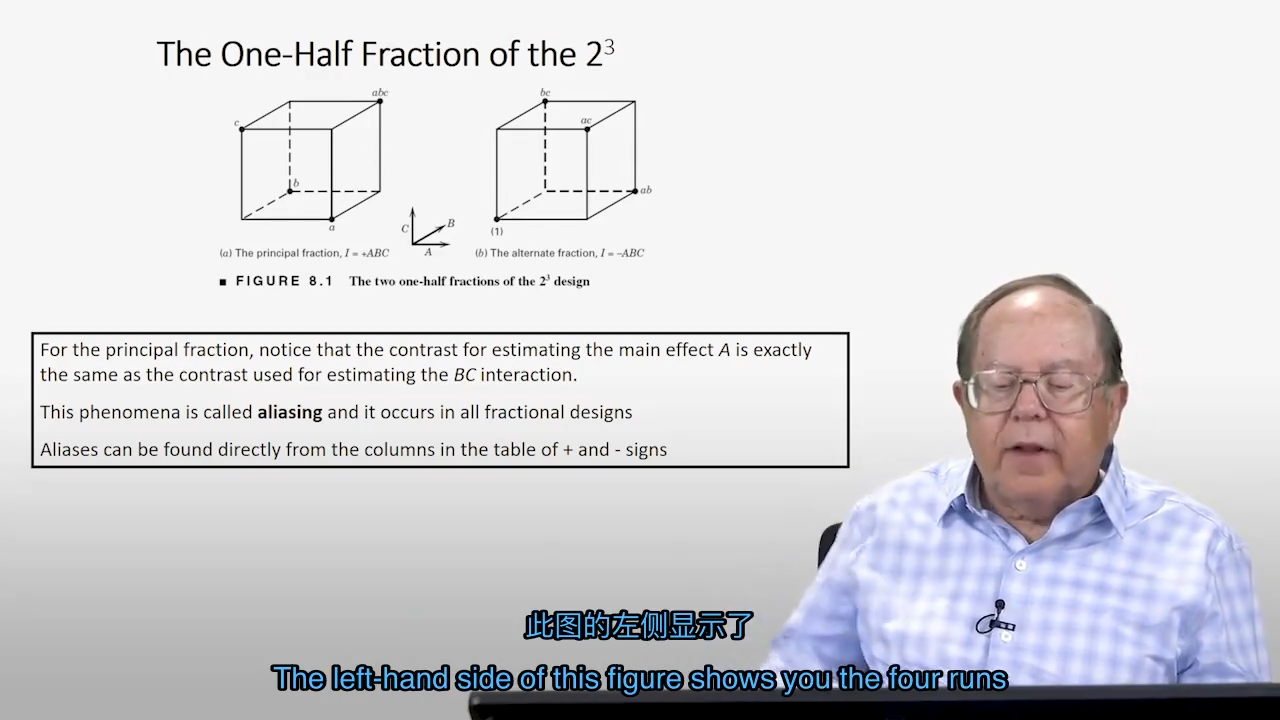 The One-Half Fraction of the 2³
abc
c
b
a
bc
ac
ab
(1)
C
B
A
(a) The principal fraction, I = +ABC
(b) The alternate fraction, I = –ABC
■ FIGURE 8.1 The two one-half fractions of the 2³ design
For the principal fraction, notice that the contrast for estimating the main effect A is exactly
the same as the contrast used for estimating the BC interaction.
This phenomena is called aliasing and it occurs in all fractional designs
Aliases can be found directly from the columns in the table of + and - signs
此图的左侧显示了
The left-hand side of this figure shows you the four runs